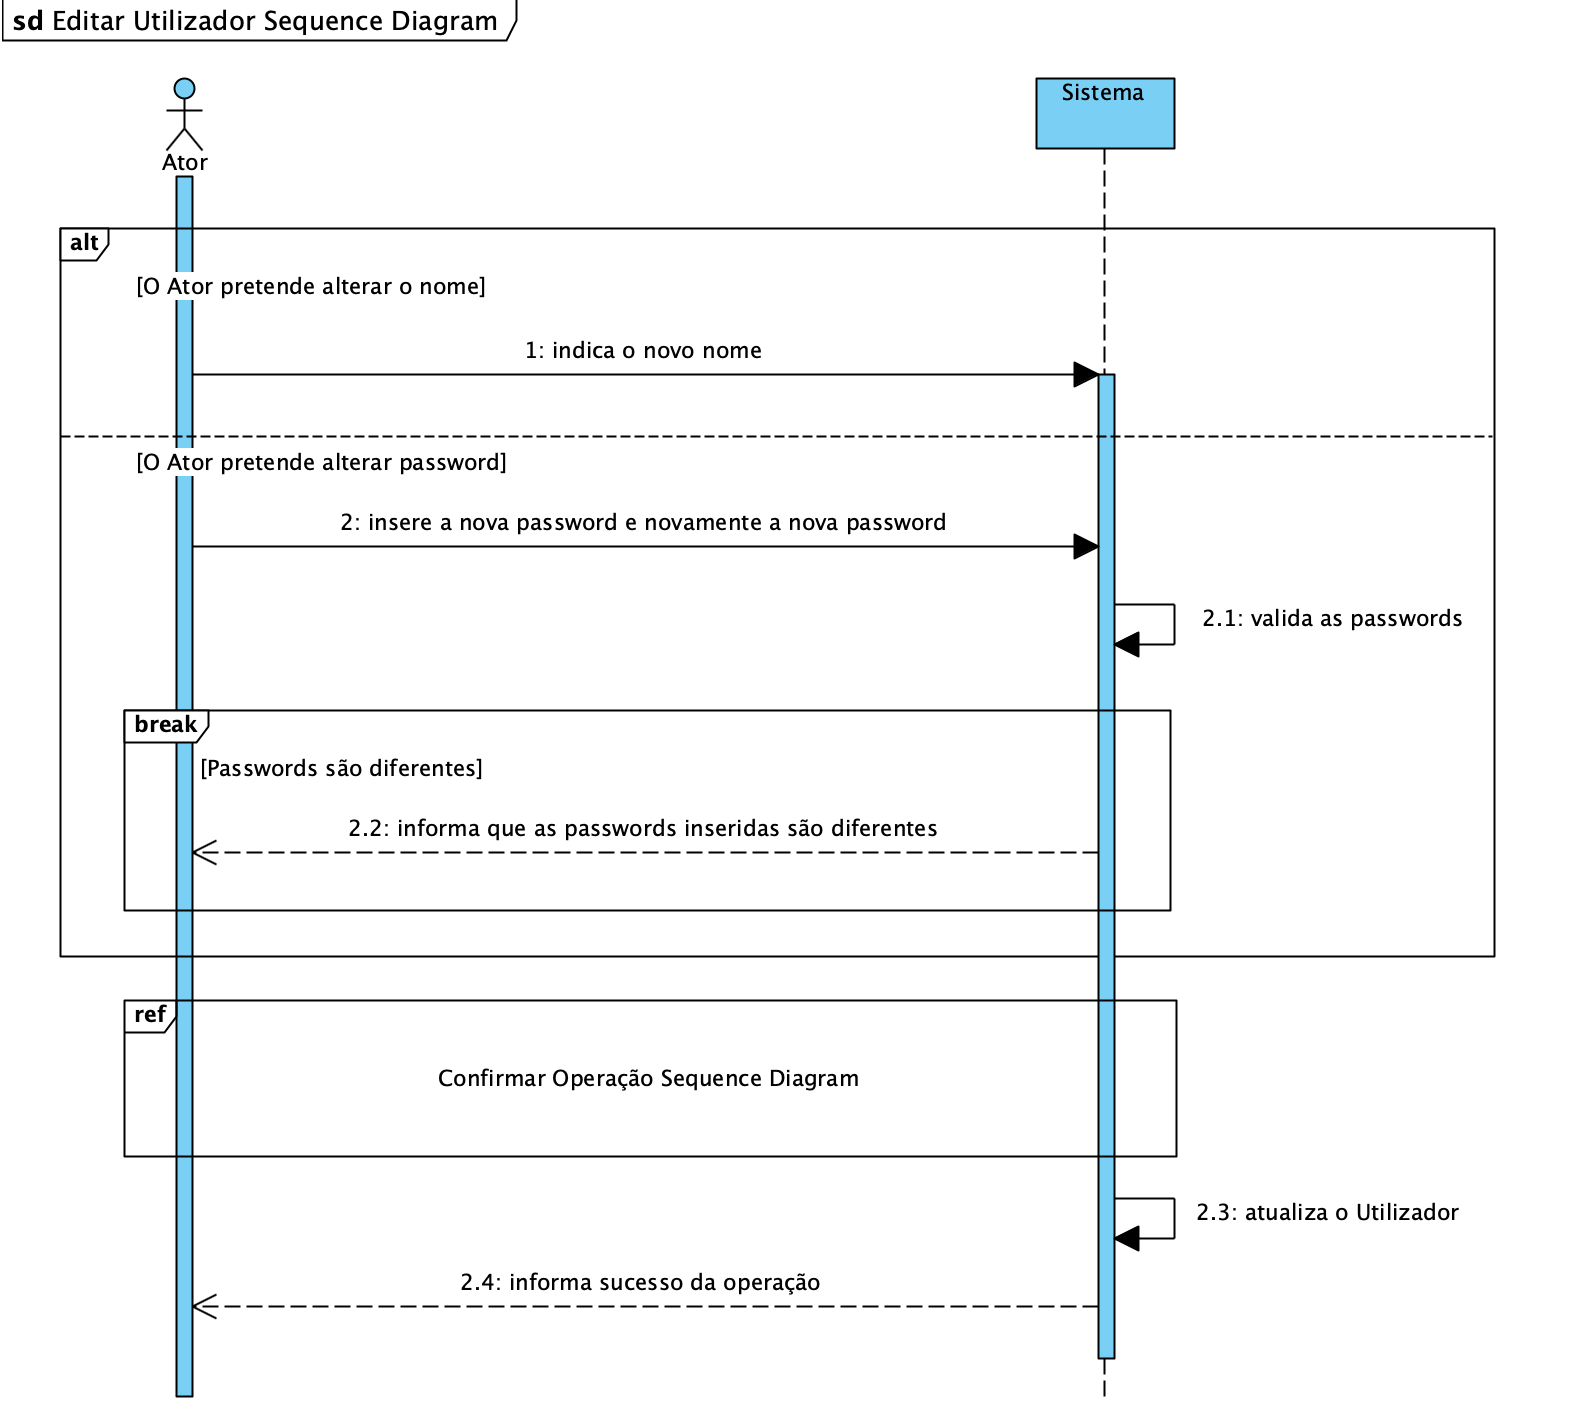 sd Editar Utilizador Sequence Diagram
Sistema
Ator
alt
[O Ator pretende alterar o nome]
1: indica o novo nome
[O Ator pretende alterar password]
2: insere a nova password e novamente a nova password
2.1: valida as passwords
break
[Passwords são diferentes]
2.2: informa que as passwords inseridas são diferentes
ref
Confirmar Operação Sequence Diagram
2.3: atualiza o Utilizador
2.4: informa sucesso da operação